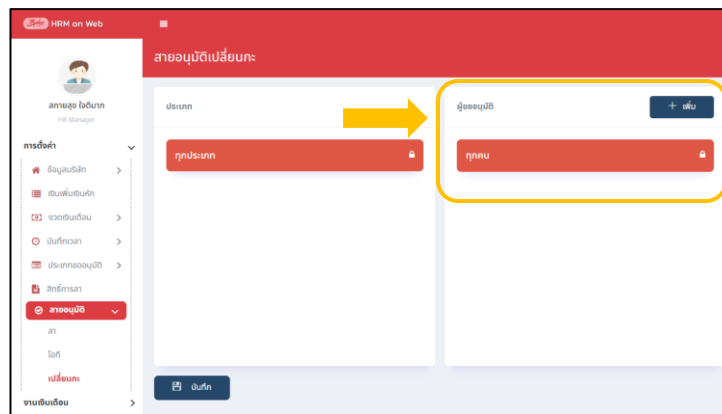 HRM on Web
สายอนุมัติเปลี่ยนกะ
สกายสุข ใจดีมาก
HR Manager
การตั้งค่า
ข้อมูลบริษัท
เงินเพิ่มเงินหัก
งวดเงินเดือน
บันทึกเวลา
ประเภทขออนุมัติ
สิทธิ์การลา
สายอนุมัติ
ลา
โอที
เปลี่ยนกะ
งานเงินเดือน
ประเภท
ทุกประเภท
ผู้ขออนุมัติ
+ เพิ่ม
ทุกคน
บันทึก